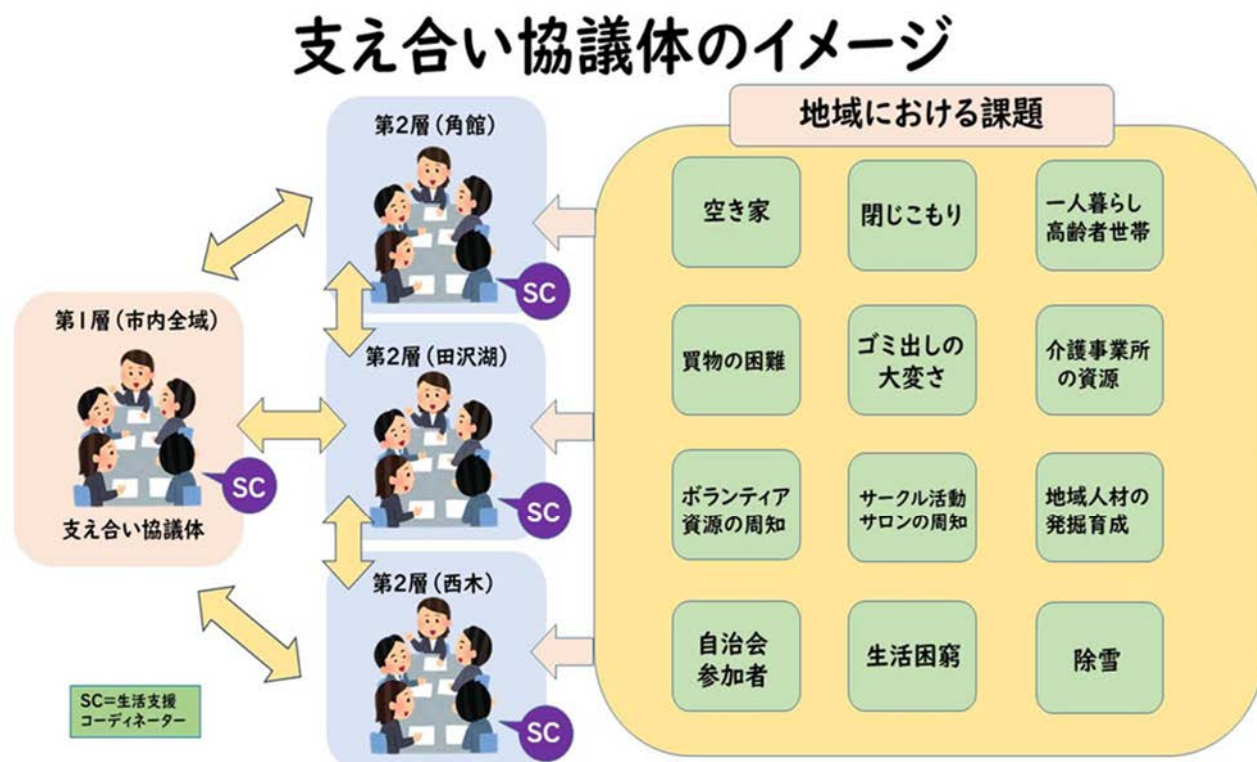 支え合い協議体のイメージ
第1層(市内全域)
SC
支え合い協議体
第2層(角館)
SC
第2層(田沢湖)
SC
第2層(西木)
SC
SC=生活支援
コーディネーター
地域における課題
空き家
閉じこもり
一人暮らし
高齢者世帯
買物の困難
ゴミ出しの
大変さ
介護事業所
の資源
ボランティア
資源の周知
サークル活動
サロンの周知
地域人材の
発掘育成
自治会
参加者
生活困窮
除雪